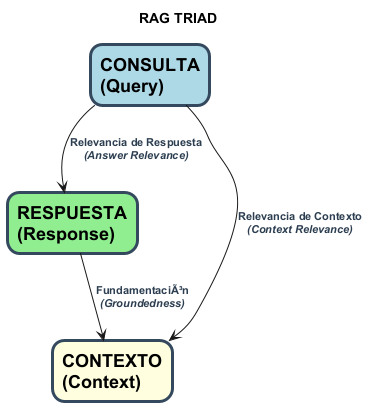 RAG TRIAD
CONSULTA
(Query)
Relevancia de Respuesta
(Answer Relevance)
RESPUESTA
(Response)
Relevancia de Contexto
(Context Relevance)
FundamentaciÃ³n
(Groundedness)
CONTEXTO
(Context)